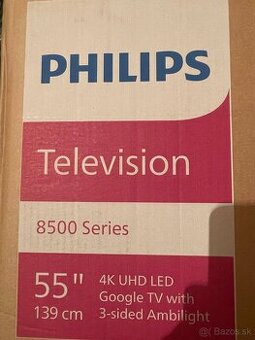 PHILIPS
Television
8500 Series
55" 4K UHD LED
139 cm Google TV with
3-sided Ambilight
bazos.sk